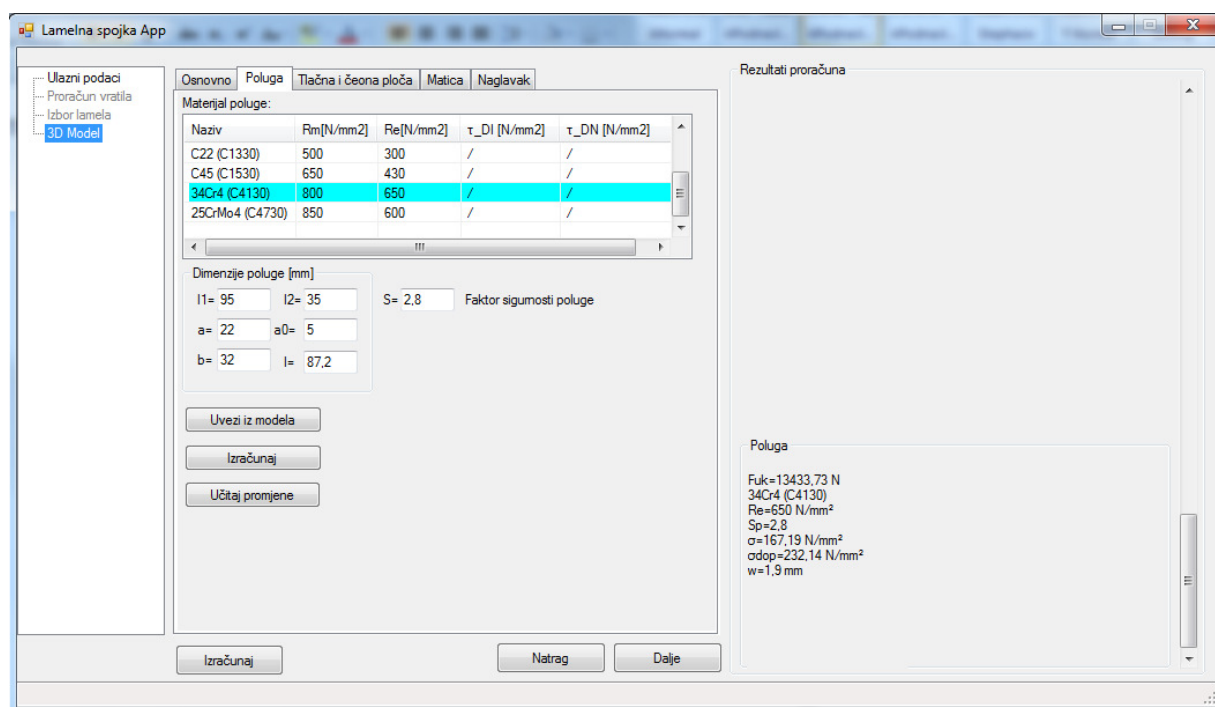 Lamelna spojka App
Ulazni podaci
Proračun vratila
Izbor lamela
3D Model
Osnovno Poluga Tlačna i čeona ploča Matica Naglavak
Materijal poluge:
Naziv Rm[N/mm2] Re[N/mm2] τ_DI [N/mm2] τ_DN [N/mm2]
C22 (C1330) 500 300 / /
C45 (C1530) 650 430 / /
34Cr4 (C4130) 800 650 / /
25CrMo4 (C4730) 850 600 / /
Dimenzije poluge [mm]
l1= 95 l2= 35 S= 2,8 Faktor sigurnosti poluge
a= 22 a0= 5
b= 32 l= 87,2
Uvezi iz modela
Izračunaj
Učitaj promjene
Izračunaj Natrag Dalje
Rezultati proračuna
Poluga
Fuk=13433,73 N
34Cr4 (C4130)
Re=650 N/mm²
Sp=2,8
σ=167,19 N/mm²
σdop=232,14 N/mm²
w=1,9 mm